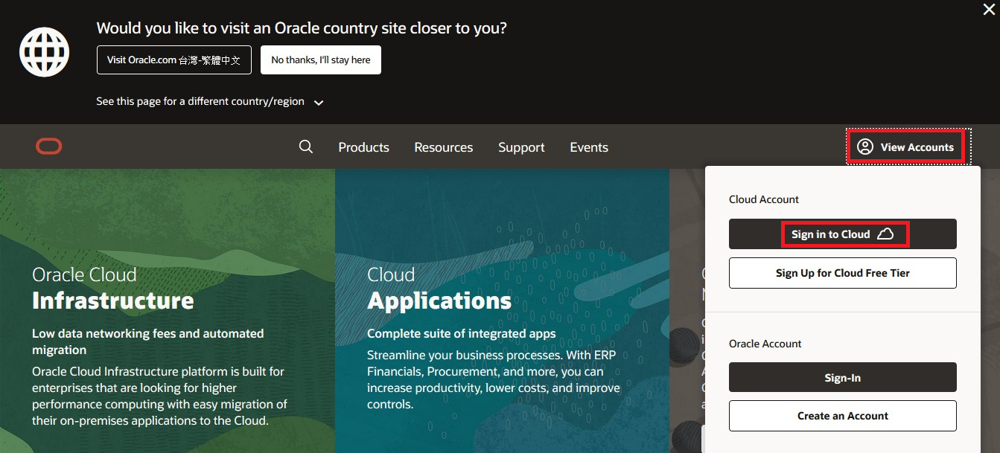 Would you like to visit an Oracle country site closer to you?
Visit Oracle.com 台灣-繁體中文
No thanks, I'll stay here
See this page for a different country/region
Products
Resources
Support
Events
View Accounts
Oracle Cloud
Infrastructure
Low data networking fees and automated
migration
Oracle Cloud Infrastructure platform is built for
enterprises that are looking for higher
performance computing with easy migration of
their on-premises applications to the Cloud.
Cloud
Applications
Complete suite of integrated apps
Streamline your business processes. With ERP
Financials, Procurement, and more, you can
increase productivity, lower costs, and improve
controls.
Cloud Account
Sign in to Cloud
Sign Up for Cloud Free Tier
Oracle Account
Sign-In
Create an Account